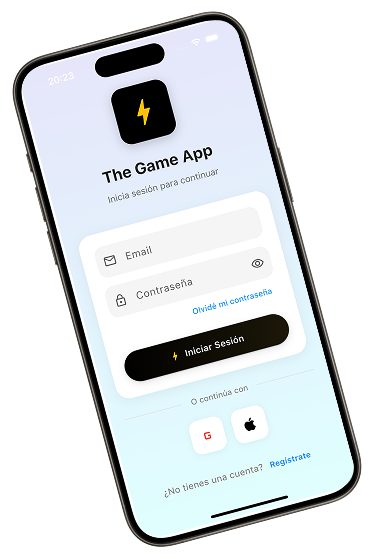 20:23
The Game App
Inicia sesión para continuar
Email
Contraseña
Olvidé mi contraseña
Iniciar Sesión
O continúa con
G
¿No tienes una cuenta? Regístrate